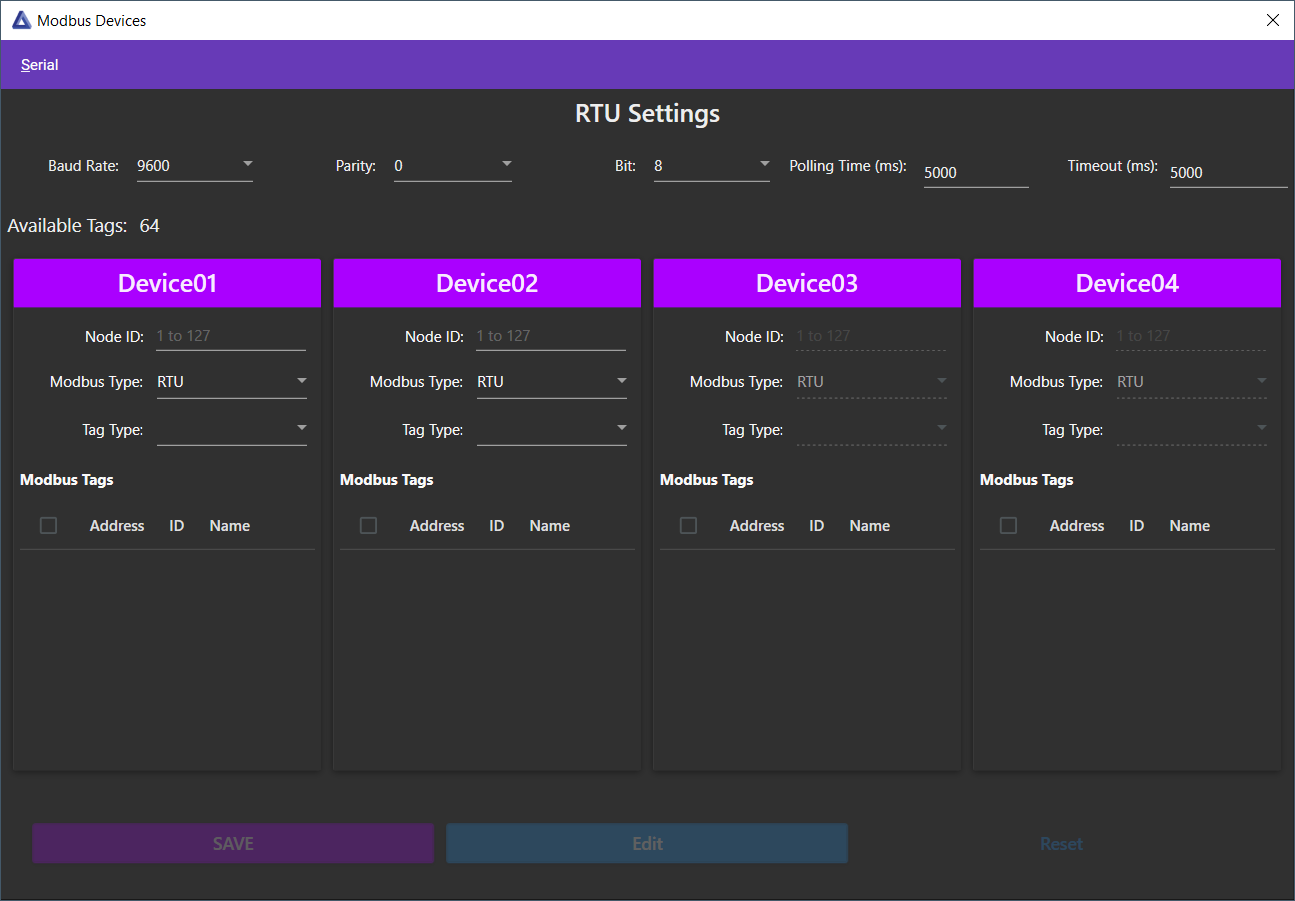 Modbus Devices
Serial
RTU Settings
Baud Rate: 9600 Parity: 0 Bit: 8 Polling Time (ms): 5000 Timeout (ms): 5000
Available Tags: 64
Device01 Device02 Device03 Device04
Node ID: 1 to 127 Node ID: 1 to 127 Node ID: 1 to 127 Node ID: 1 to 127
Modbus Type: RTU Modbus Type: RTU Modbus Type: RTU Modbus Type: RTU
Tag Type: Tag Type: Tag Type: Tag Type:
Modbus Tags Modbus Tags Modbus Tags Modbus Tags
Address ID Name Address ID Name Address ID Name Address ID Name
SAVE Edit Reset